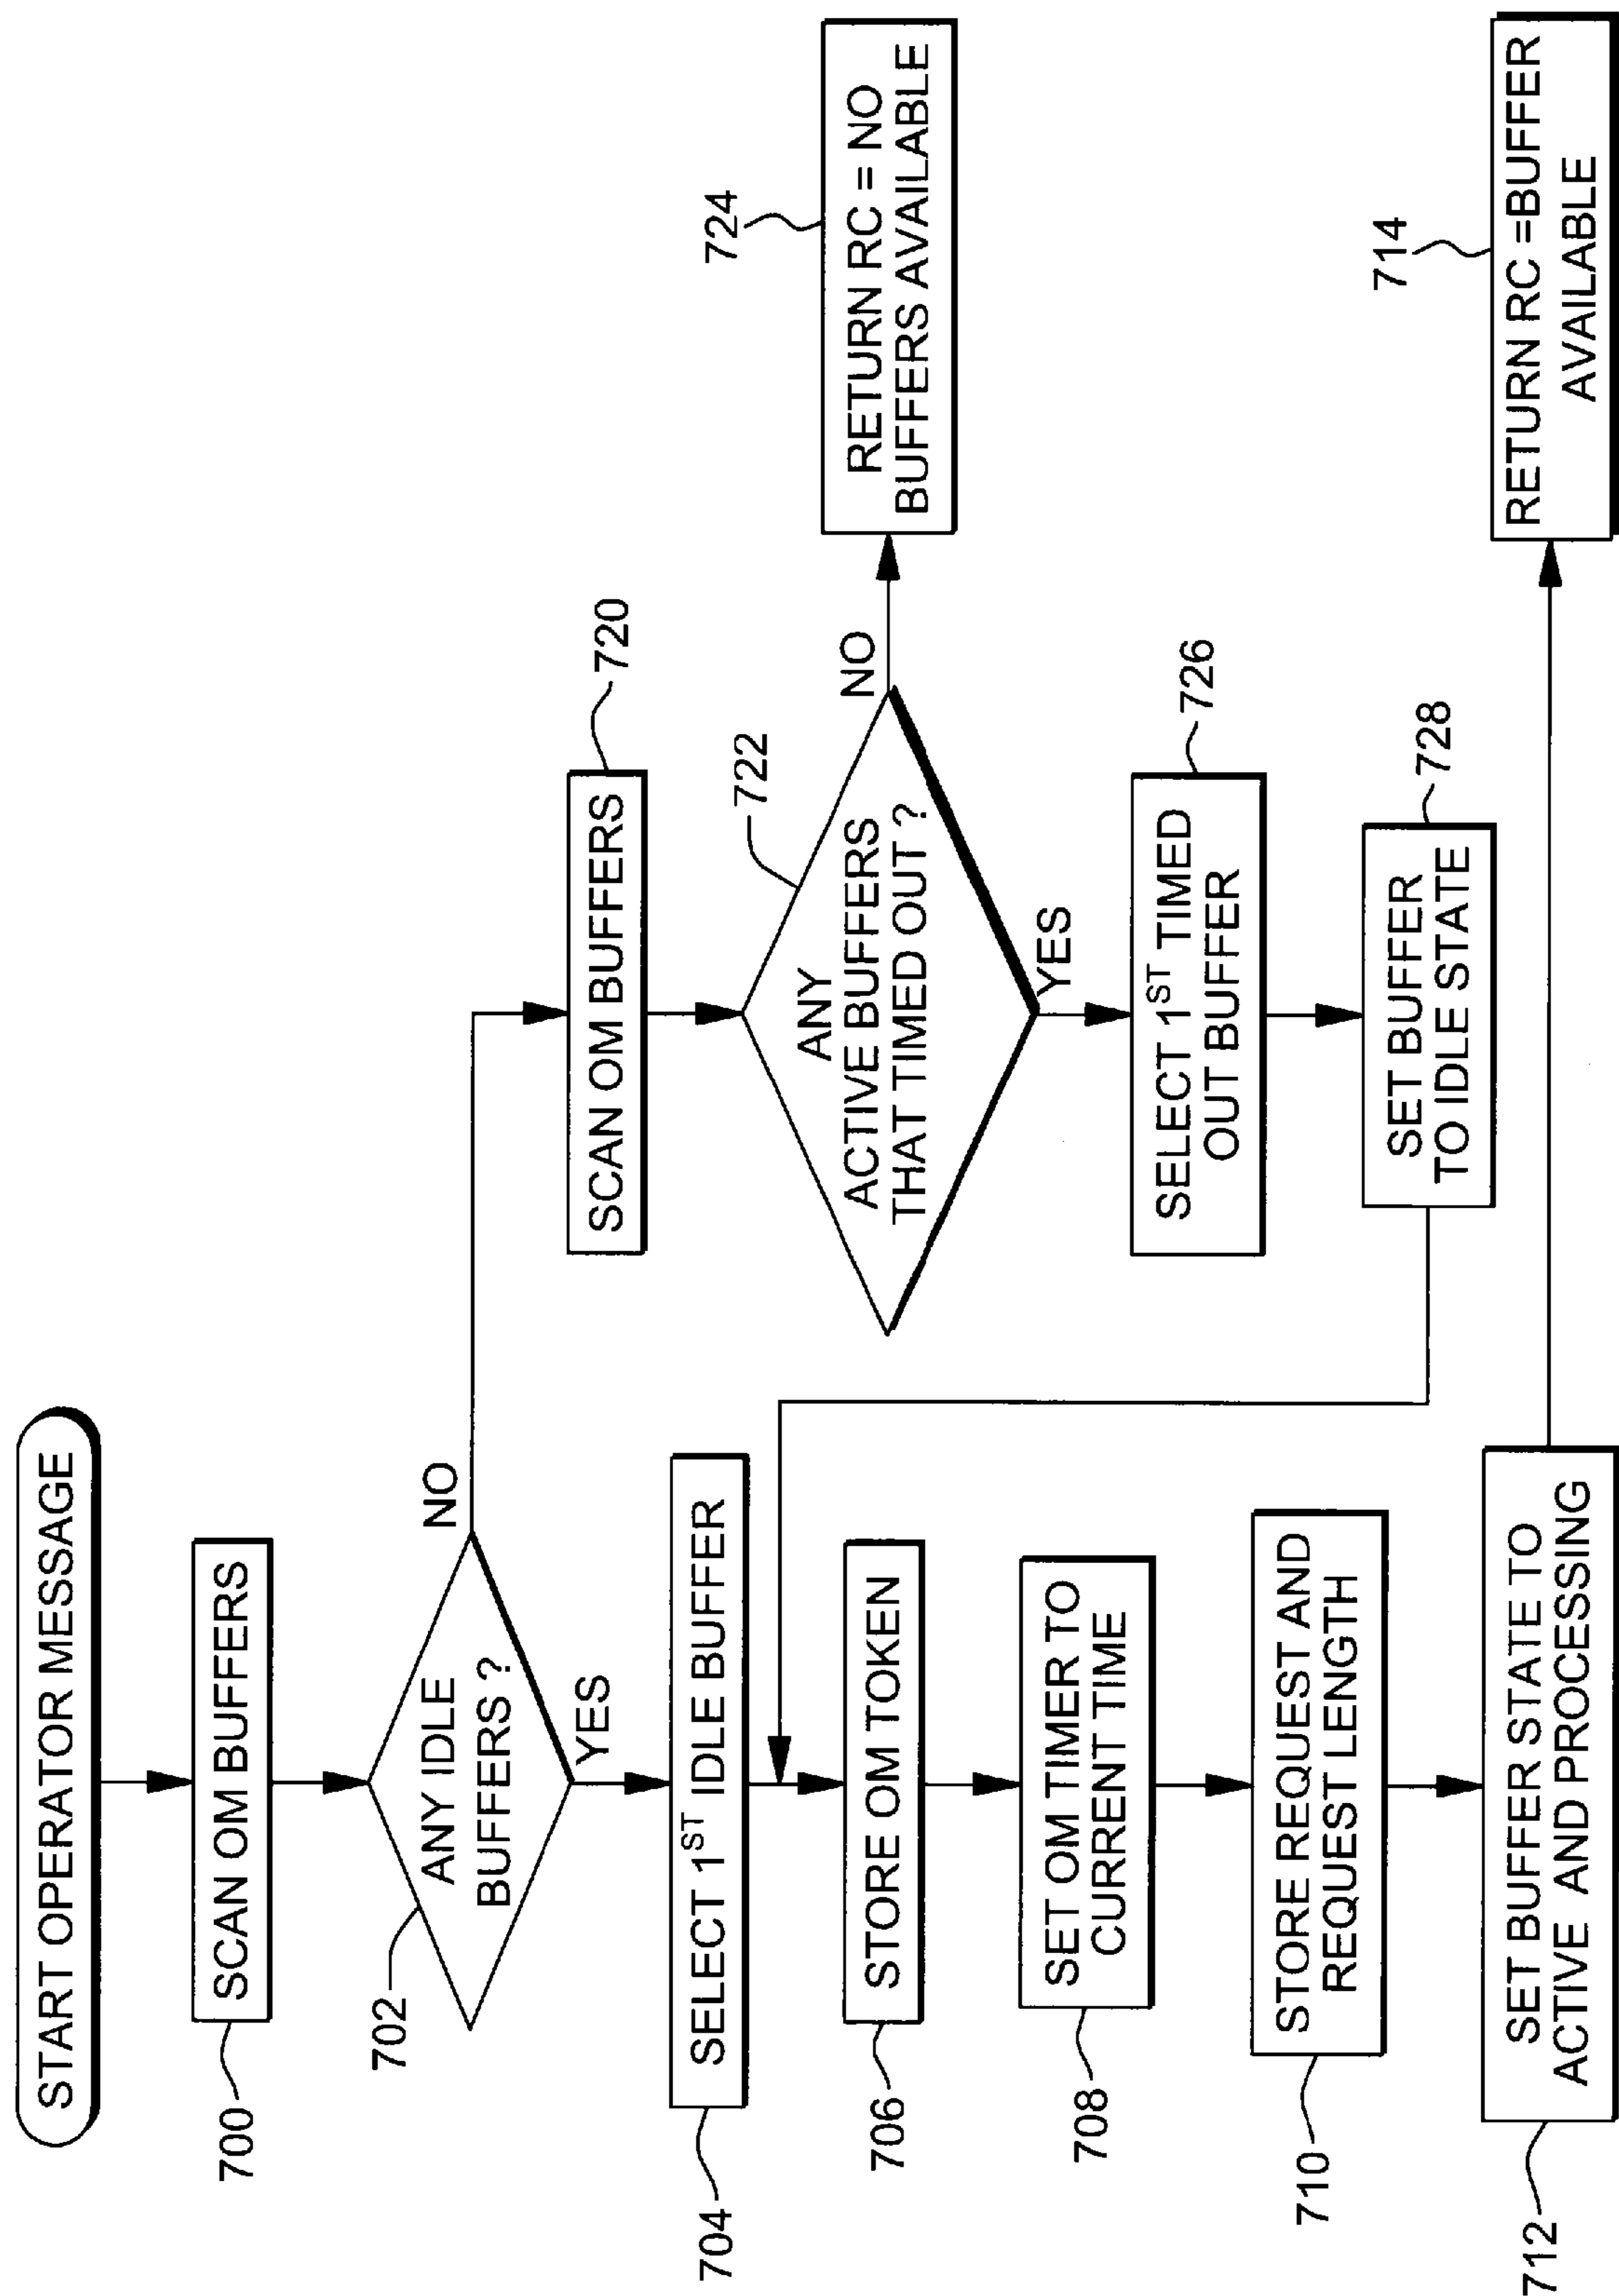 START OPERATOR MESSAGE
SCAN OM BUFFERS
700
ANY IDLE
BUFFERS ?
702
NO
YES
SELECT 1ST IDLE BUFFER
704
STORE OM TOKEN
706
SET OM TIMER TO
CURRENT TIME
708
STORE REQUEST AND
REQUEST LENGTH
710
SET BUFFER STATE TO
ACTIVE AND PROCESSING
712
SCAN OM BUFFERS
720
ANY
ACTIVE BUFFERS
THAT TIMED OUT ?
722
NO
YES
SELECT 1ST TIMED
OUT BUFFER
726
SET BUFFER
TO IDLE STATE
728
724
RETURN RC = NO
BUFFERS AVAILABLE
714
RETURN RC =BUFFER
AVAILABLE